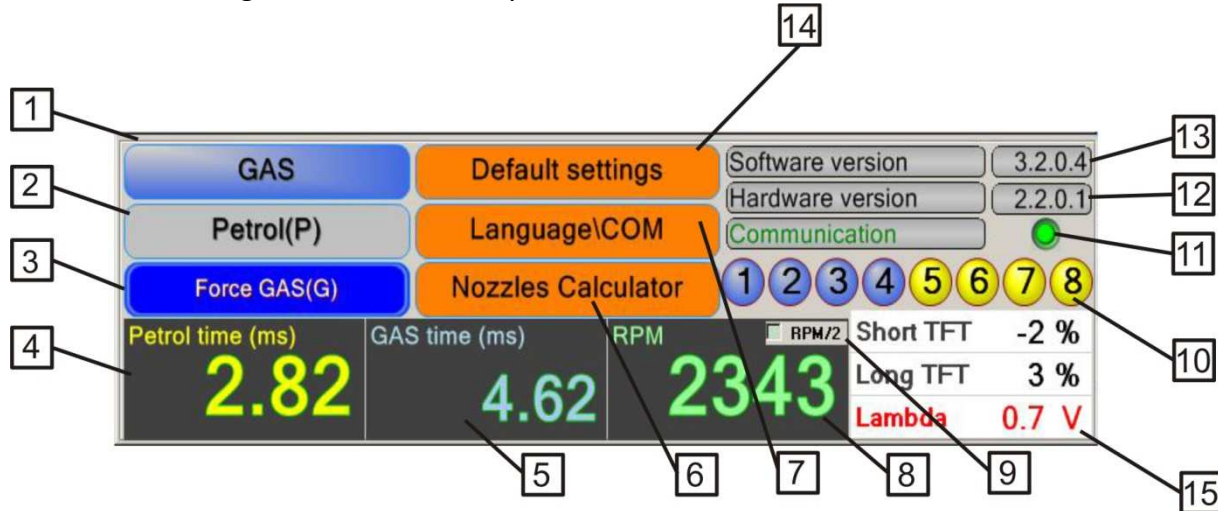 14
1
GAS
Default settings
Software version
3.2.0.4
13
2
Hardware version
2.2.0.1
12
Petrol(P)
Language\COM
Communication
11
3
Force GAS(G)
Nozzles Calculator
1 2 3 4 5 6 7 8
4
Petrol time (ms)
GAS time (ms)
RPM
RPM/2
Short TFT -2 %
10
2.82
4.62
2343
Long TFT 3 %
Lambda 0.7 V
5
6
7
8
9
15